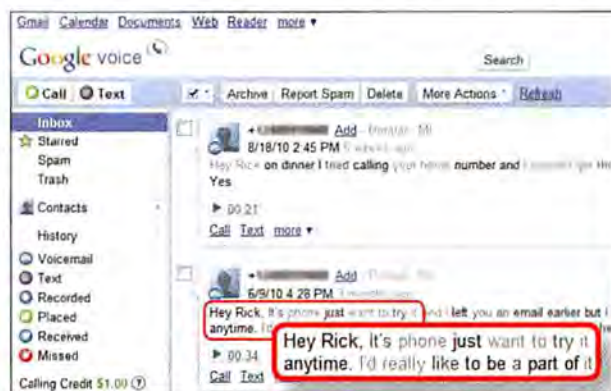 Gmail Calendar Documents Web Reader more ▼
Google voice
Search
Call Text
Archive Report Spam Delete More Actions Refresh
Inbox
Starred
Spam
Trash
Contacts
History
Voicemail
Text
Recorded
Placed
Received
Missed
Calling Credit $1.00 (?)
Add
8/18/10 2:45 PM
Hey Rick on dinner I tried calling your home number and I
Yes
00:21
Call Text more ▼
Add
6/9/10 4:28 PM
Hey Rick, It's phone just want to try it and I left you an email earlier but I
anytime. I'd
00:34
Call Text
Hey Rick, It's phone just want to try it
anytime. I'd really like to be a part of it